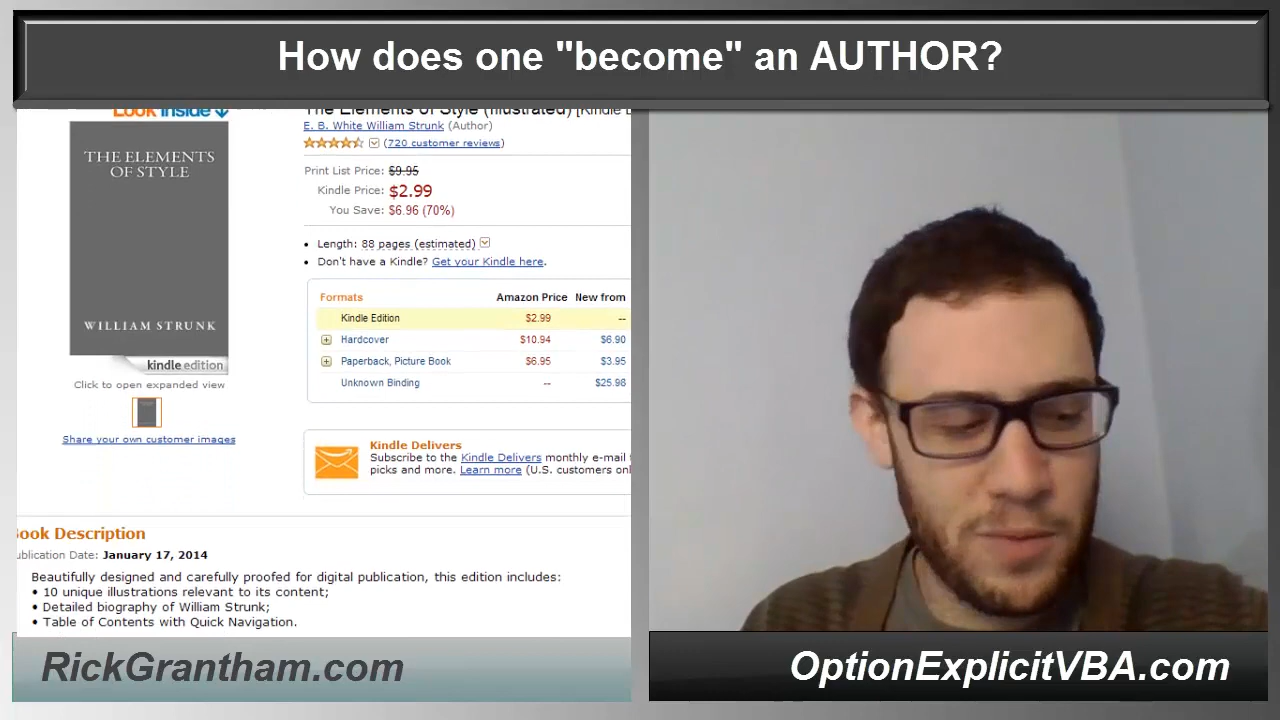 How does one "become" an AUTHOR?
Look Inside
The Elements of Style (Illustrated) [Kindle
E. B. White William Strunk (Author)
(720 customer reviews)
THE ELEMENTS
OF STYLE
WILLIAM STRUNK
kindle edition
Click to open expanded view
Share your own customer images
Print List Price: $9.95
Kindle Price: $2.99
You Save: $6.96 (70%)
• Length: 88 pages (estimated)
• Don't have a Kindle? Get your Kindle here.
Formats Amazon Price New from
Kindle Edition $2.99 --
Hardcover $10.94 $6.90
Paperback, Picture Book $6.95 $3.95
Unknown Binding -- $25.98
Kindle Delivers
Subscribe to the Kindle Delivers monthly e-mail
picks and more. Learn more (U.S. customers onl
ook Description
ublication Date: January 17, 2014
Beautifully designed and carefully proofed for digital publication, this edition includes:
• 10 unique illustrations relevant to its content;
• Detailed biography of William Strunk;
• Table of Contents with Quick Navigation.
RickGrantham.com
OptionExplicitVBA.com